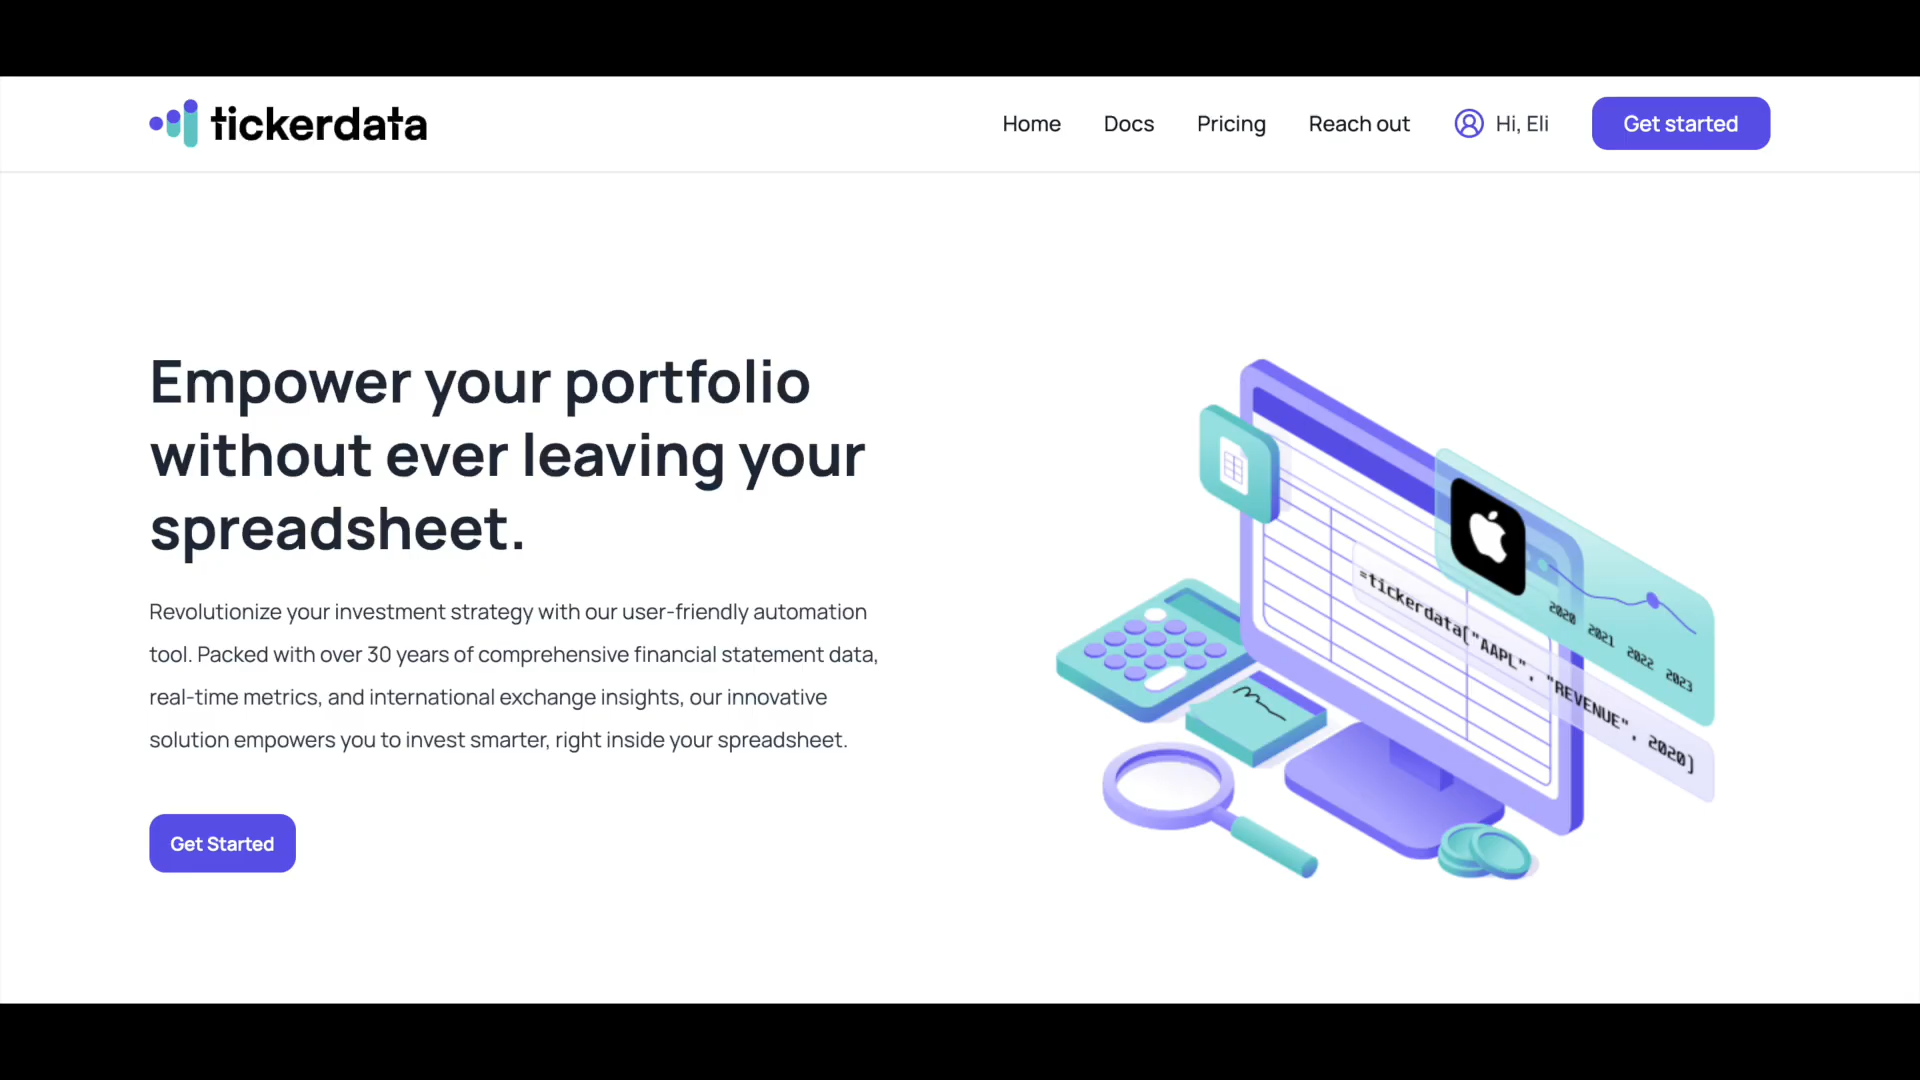 tickerdata
Home
Docs
Pricing
Reach out
Hi, Eli
Get started
Empower your portfolio
without ever leaving your
spreadsheet.
Revolutionize your investment strategy with our user-friendly automation
tool. Packed with over 30 years of comprehensive financial statement data,
real-time metrics, and international exchange insights, our innovative
solution empowers you to invest smarter, right inside your spreadsheet.
Get Started
2020 2021 2022 2023
=tickerdata("AAPL", "REVENUE", 2020)